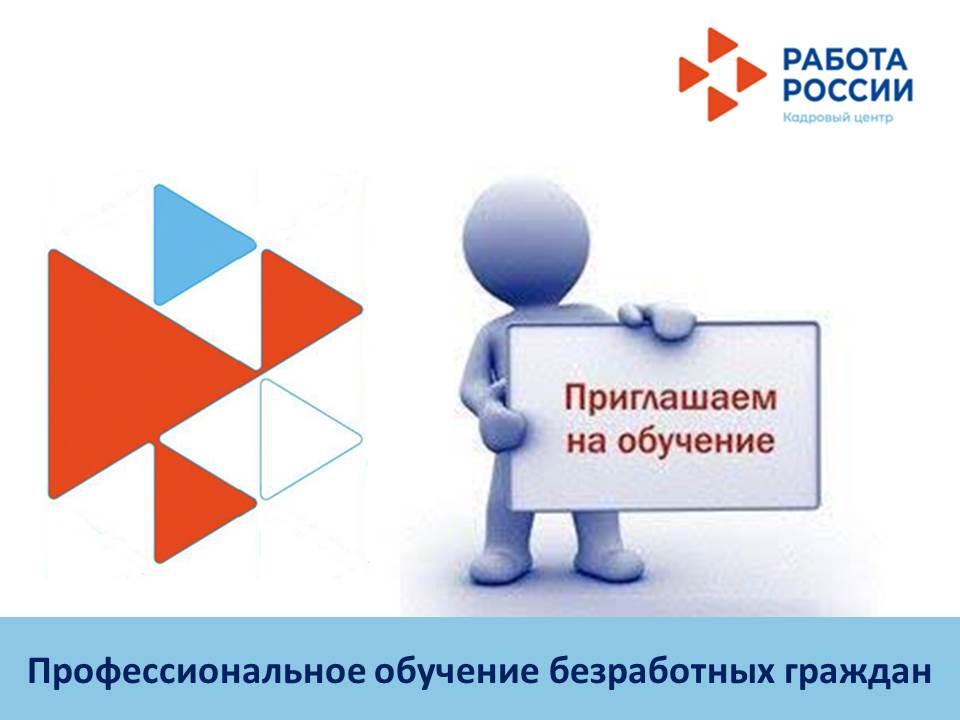 РАБОТА
РОССИИ
Кадровый центр
Приглашаем
на обучение
Профессиональное обучение безработных граждан